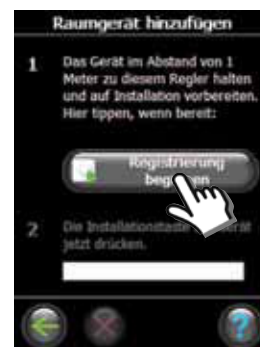 Raumgerät hinzufügen
1 Das Gerät im Abstand von 1
Meter zu diesem Regler halten
und auf Installation vorbereiten.
Hier tippen, wenn bereit:
Registrierung
2 Die Installationstaste
jetzt drücken.
?